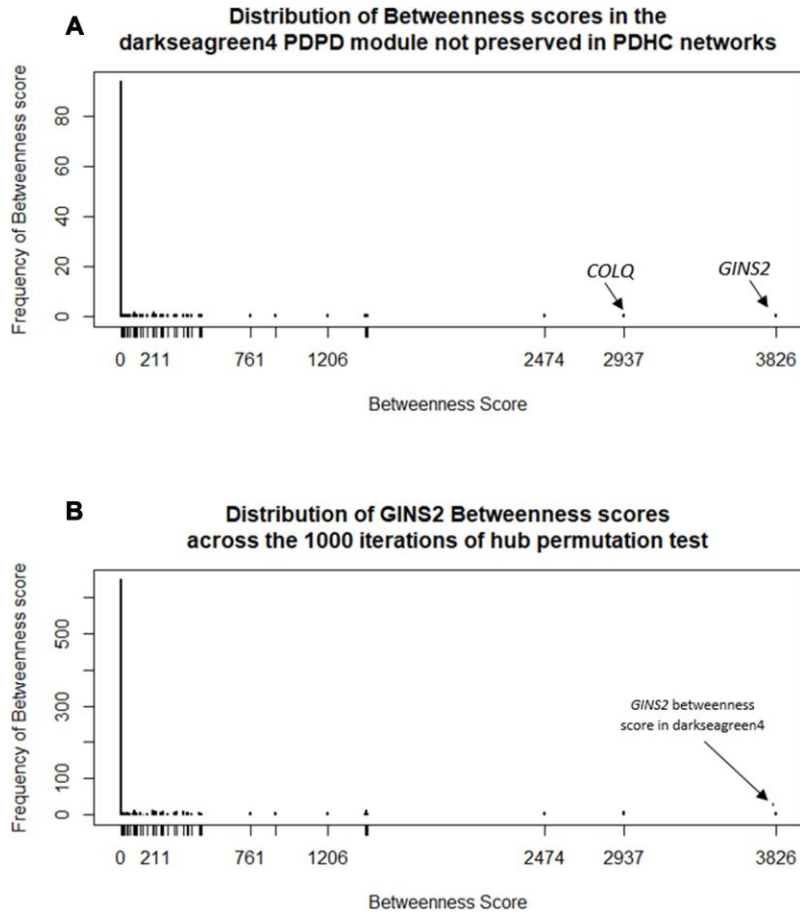 A
Distribution of Betweenness scores in the
darkseagreen4 PDPD module not preserved in PDHC networks
Frequency of Betweenness score
80
60
40
20
0
COLQ
GINS2
0 211 761 1206 2474 2937 3826
Betweenness Score
B
Distribution of GINS2 Betweenness scores
across the 1000 iterations of hub permutation test
Frequency of Betweenness score
500
300
100
0
GINS2 betweenness
score in darkseagreen4
0 211 761 1206 2474 2937 3826
Betweenness Score